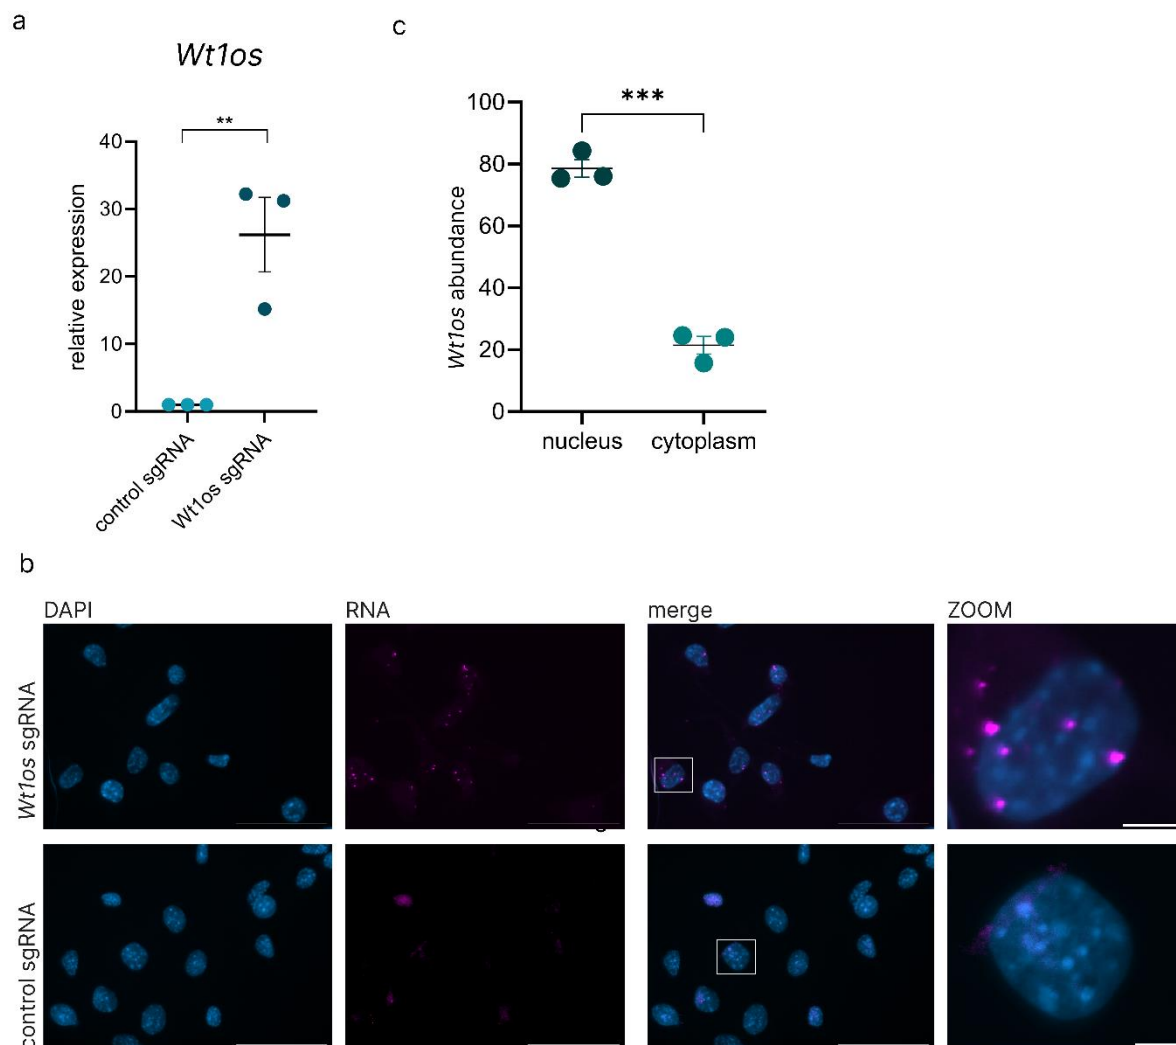 a
Wt1os
**
40
30
20
10
0
relative expression
control sgRNA
Wt1os sgRNA
c
***
100
80
60
40
20
0
Wt1os abundance
nucleus
cytoplasm
b
DAPI
RNA
merge
ZOOM
Wt1os sgRNA
control sgRNA